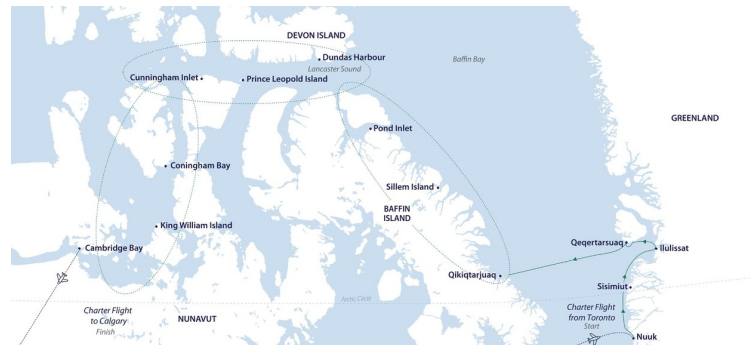 DEVON ISLAND
Dundas Harbour
Lancaster Sound
Baffin Bay
Cunningham Inlet
Prince Leopold Island
GREENLAND
Pond Inlet
Coningham Bay
Sillem Island
BAFFIN
ISLAND
King William Island
Cambridge Bay
Qeqertarsuaq
Ilulissat
Qikiqtarjuaq
Sisimiut
Arctic Circle
Charter Flight
to Calgary
Finish
NUNAVUT
Charter Flight
from Toronto
Start
Nuuk